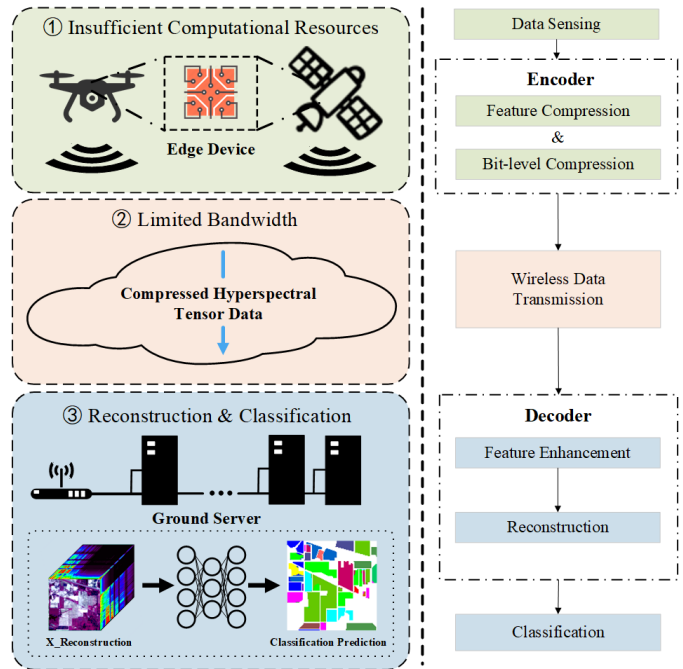 ① Insufficient Computational Resources
Edge Device
② Limited Bandwidth
Compressed Hyperspectral
Tensor Data
③ Reconstruction & Classification
Ground Server
X_Reconstruction
Classification Prediction
Data Sensing
Encoder
Feature Compression
&
Bit-level Compression
Wireless Data
Transmission
Decoder
Feature Enhancement
Reconstruction
Classification